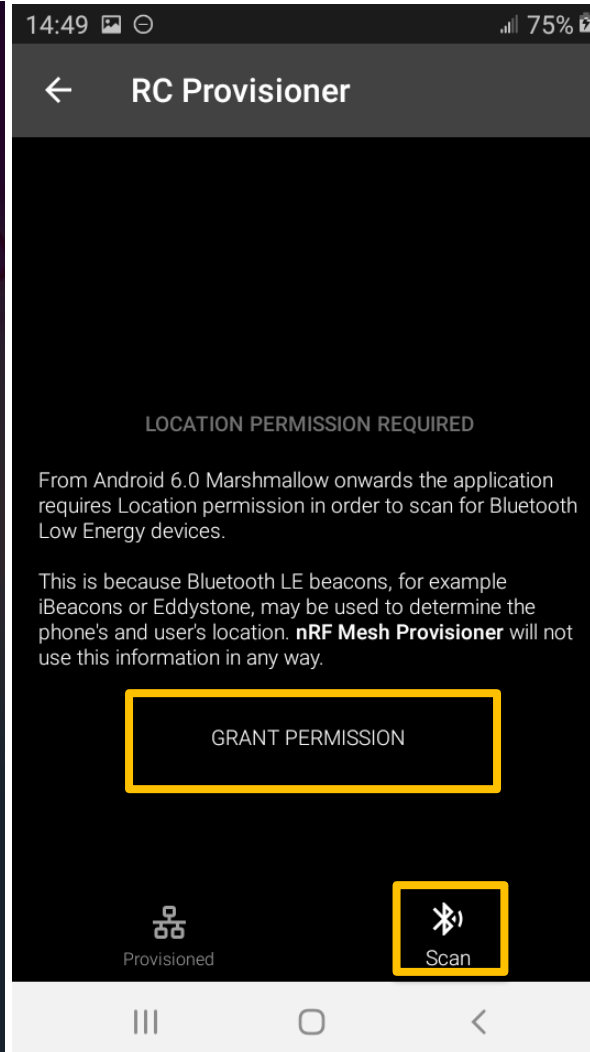 14:49 75%
RC Provisioner
LOCATION PERMISSION REQUIRED
From Android 6.0 Marshmallow onwards the application
requires Location permission in order to scan for Bluetooth
Low Energy devices.
This is because Bluetooth LE beacons, for example
iBeacons or Eddystone, may be used to determine the
phone's and user's location. nRF Mesh Provisioner will not
use this information in any way.
GRANT PERMISSION
Provisioned Scan